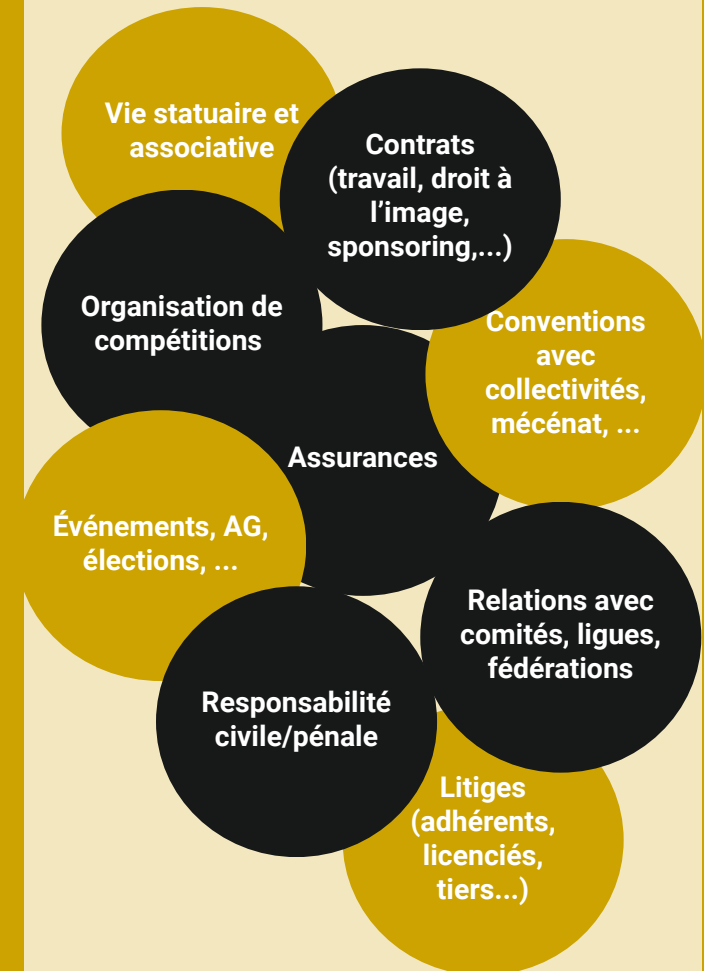 Vie statuaire et
associative
Contrats
(travail, droit à
l’image,
sponsoring,...)
Organisation de
compétitions
Conventions
avec
collectivités,
mécénat, ...
Assurances
Événements, AG,
élections, ...
Relations avec
comités, ligues,
fédérations
Responsabilité
civile/pénale
Litiges
(adhérents,
licenciés,
tiers...)